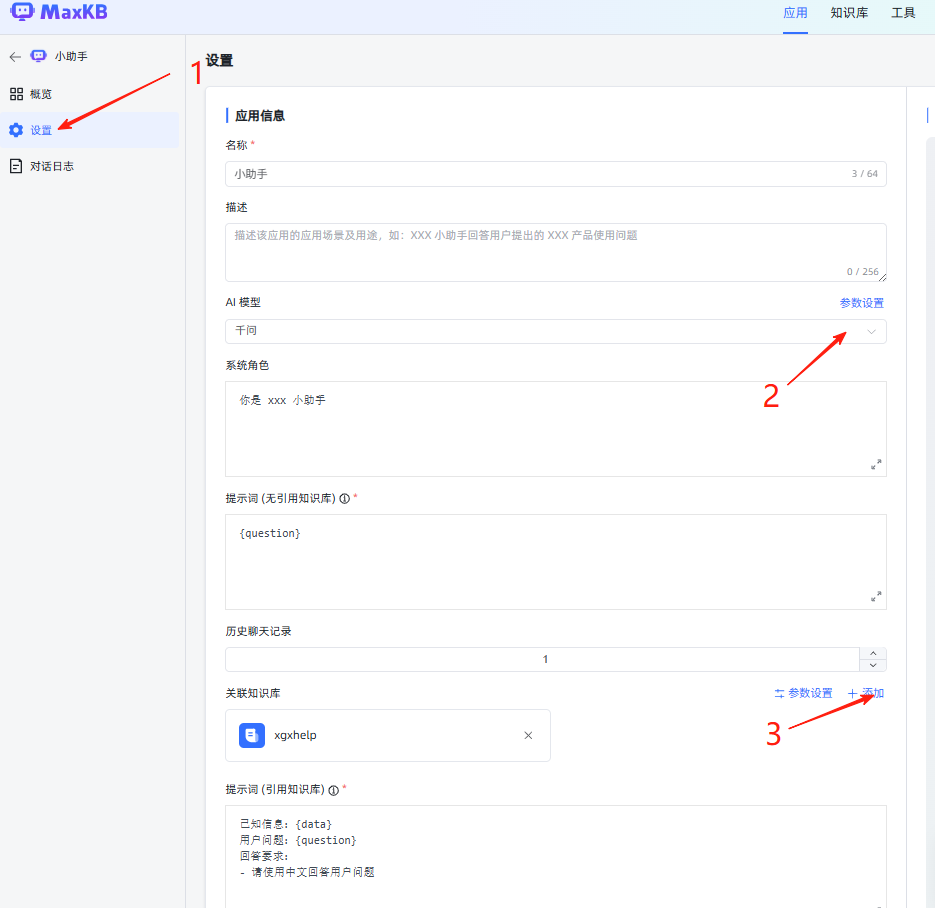 MaxKB
应用 知识库 工具
小助手
概览
设置
对话日志
1
设置
应用信息
名称 *
小助手 3 / 64
描述
描述该应用的应用场景及用途，如：XXX 小助手回答用户提出的 XXX 产品使用问题
0 / 256
AI 模型 参数设置
千问
2
系统角色
你是 xxx 小助手
提示词 (无引用知识库) *
{question}
历史聊天记录
1
关联知识库 参数设置 + 添加
3
xgxhelp
提示词 (引用知识库) *
已知信息：{data}
用户问题：{question}
回答要求：
- 请使用中文回答用户问题